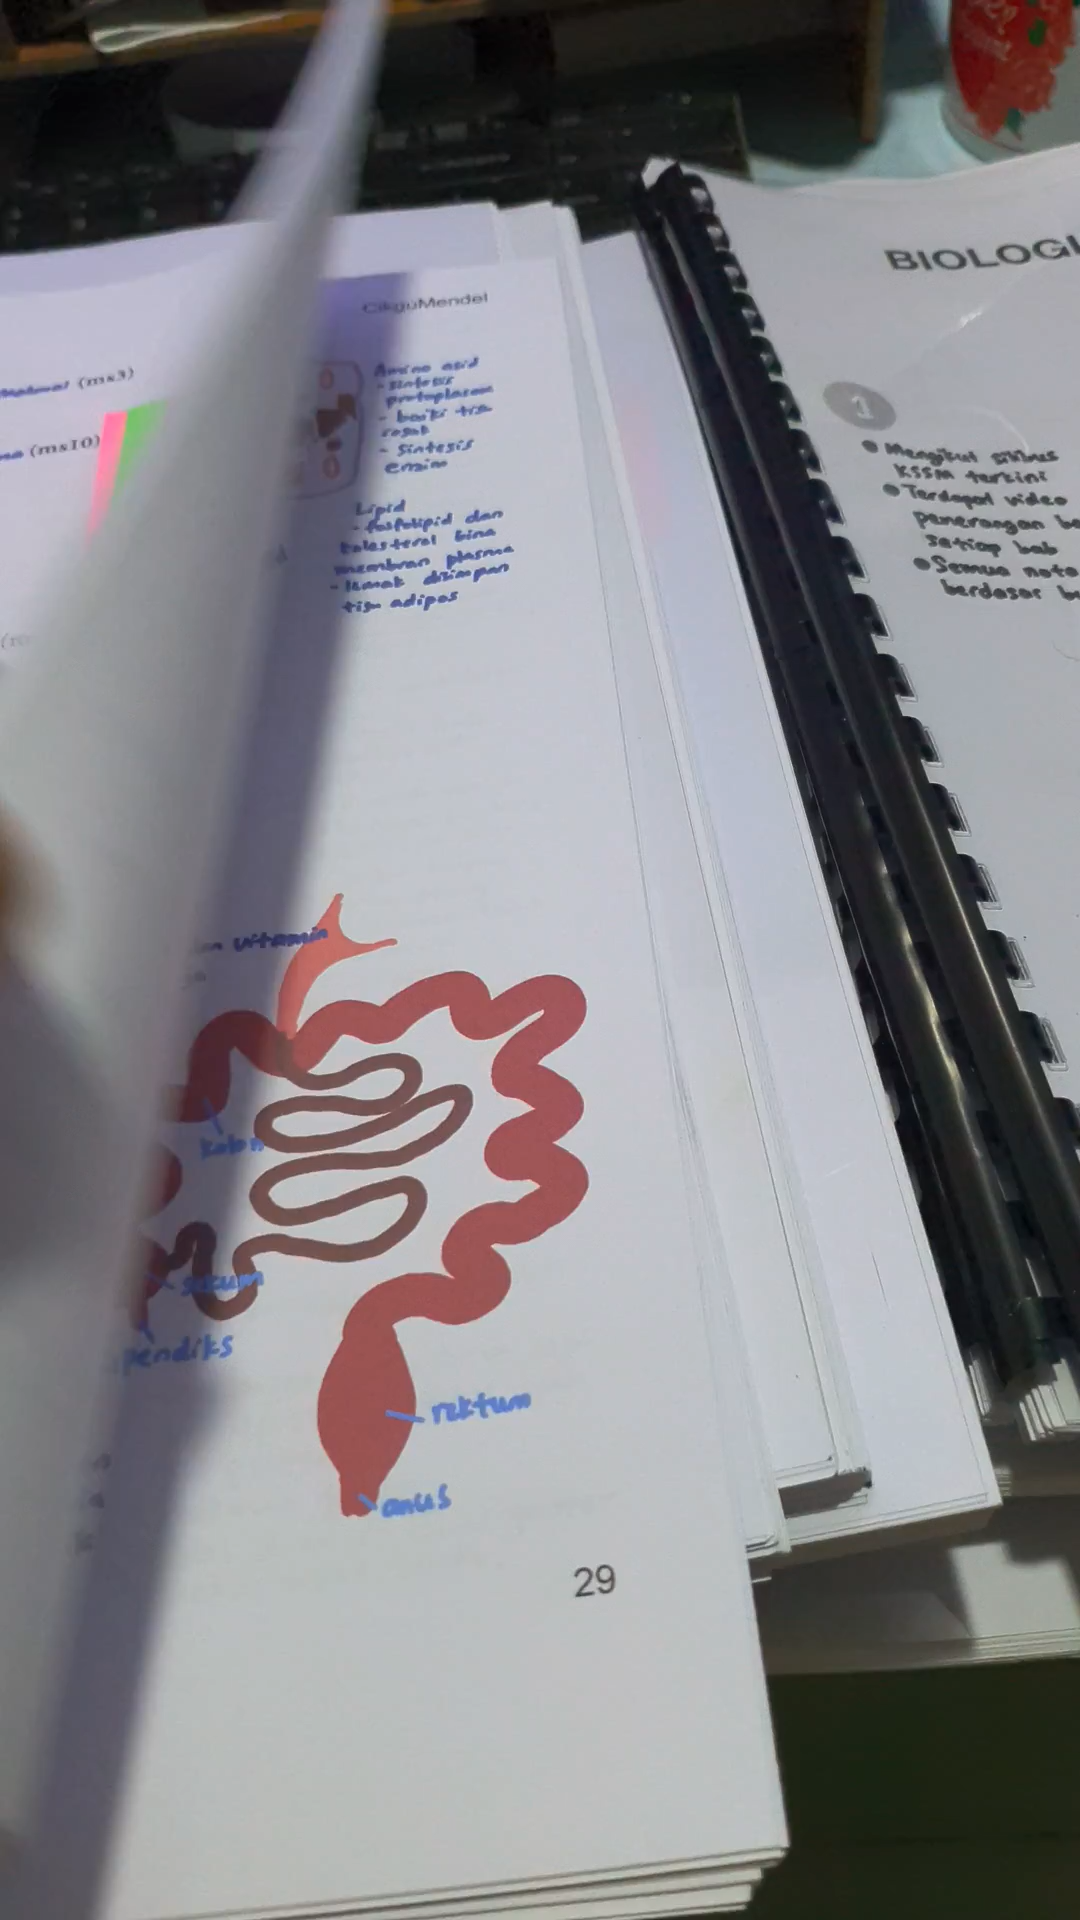 CikguMendel
(ms3)
(ms10)
Amino acid
- sintesis
protoplasma
- baiki tisu
rosak
- sintesis
enzim
Lipid
- fosfolipid dan
kolesterol bina
membran plasma
- lemak disimpan
tisu adipos
vitamin
kolon
sekum
pendiks
rektum
anus
29
BIOLOGI
1
Mengikut silibus
KSSM terkini
Terdapat video
penerangan
setiap bab
Semua nota
berdasar